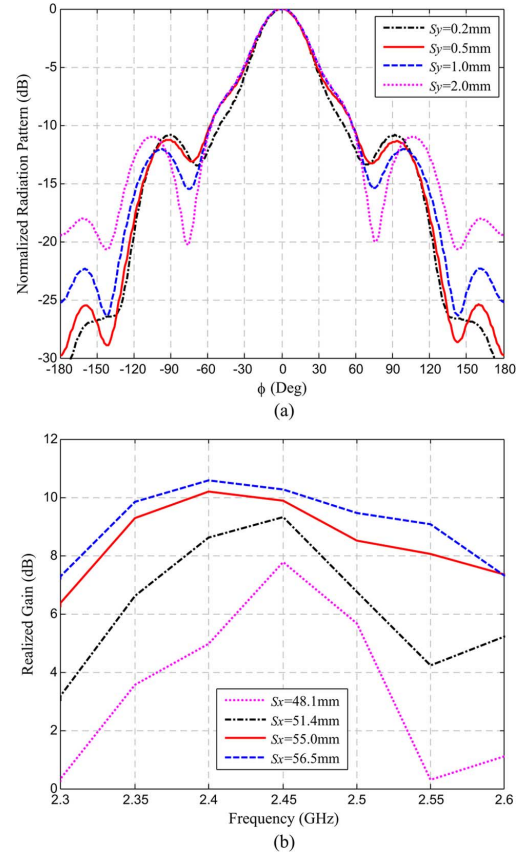 0
-5
-10
-15
-20
-25
-30
Normalized Radiation Pattern (dB)
Sy=0.2mm
Sy=0.5mm
Sy=1.0mm
Sy=2.0mm
-180 -150 -120 -90 -60 -30 0 30 60 90 120 150 180
ϕ (Deg)
(a)
12
10
8
6
4
2
0
Realized Gain (dB)
Sx=48.1mm
Sx=51.4mm
Sx=55.0mm
Sx=56.5mm
2.3 2.35 2.4 2.45 2.5 2.55 2.6
Frequency (GHz)
(b)